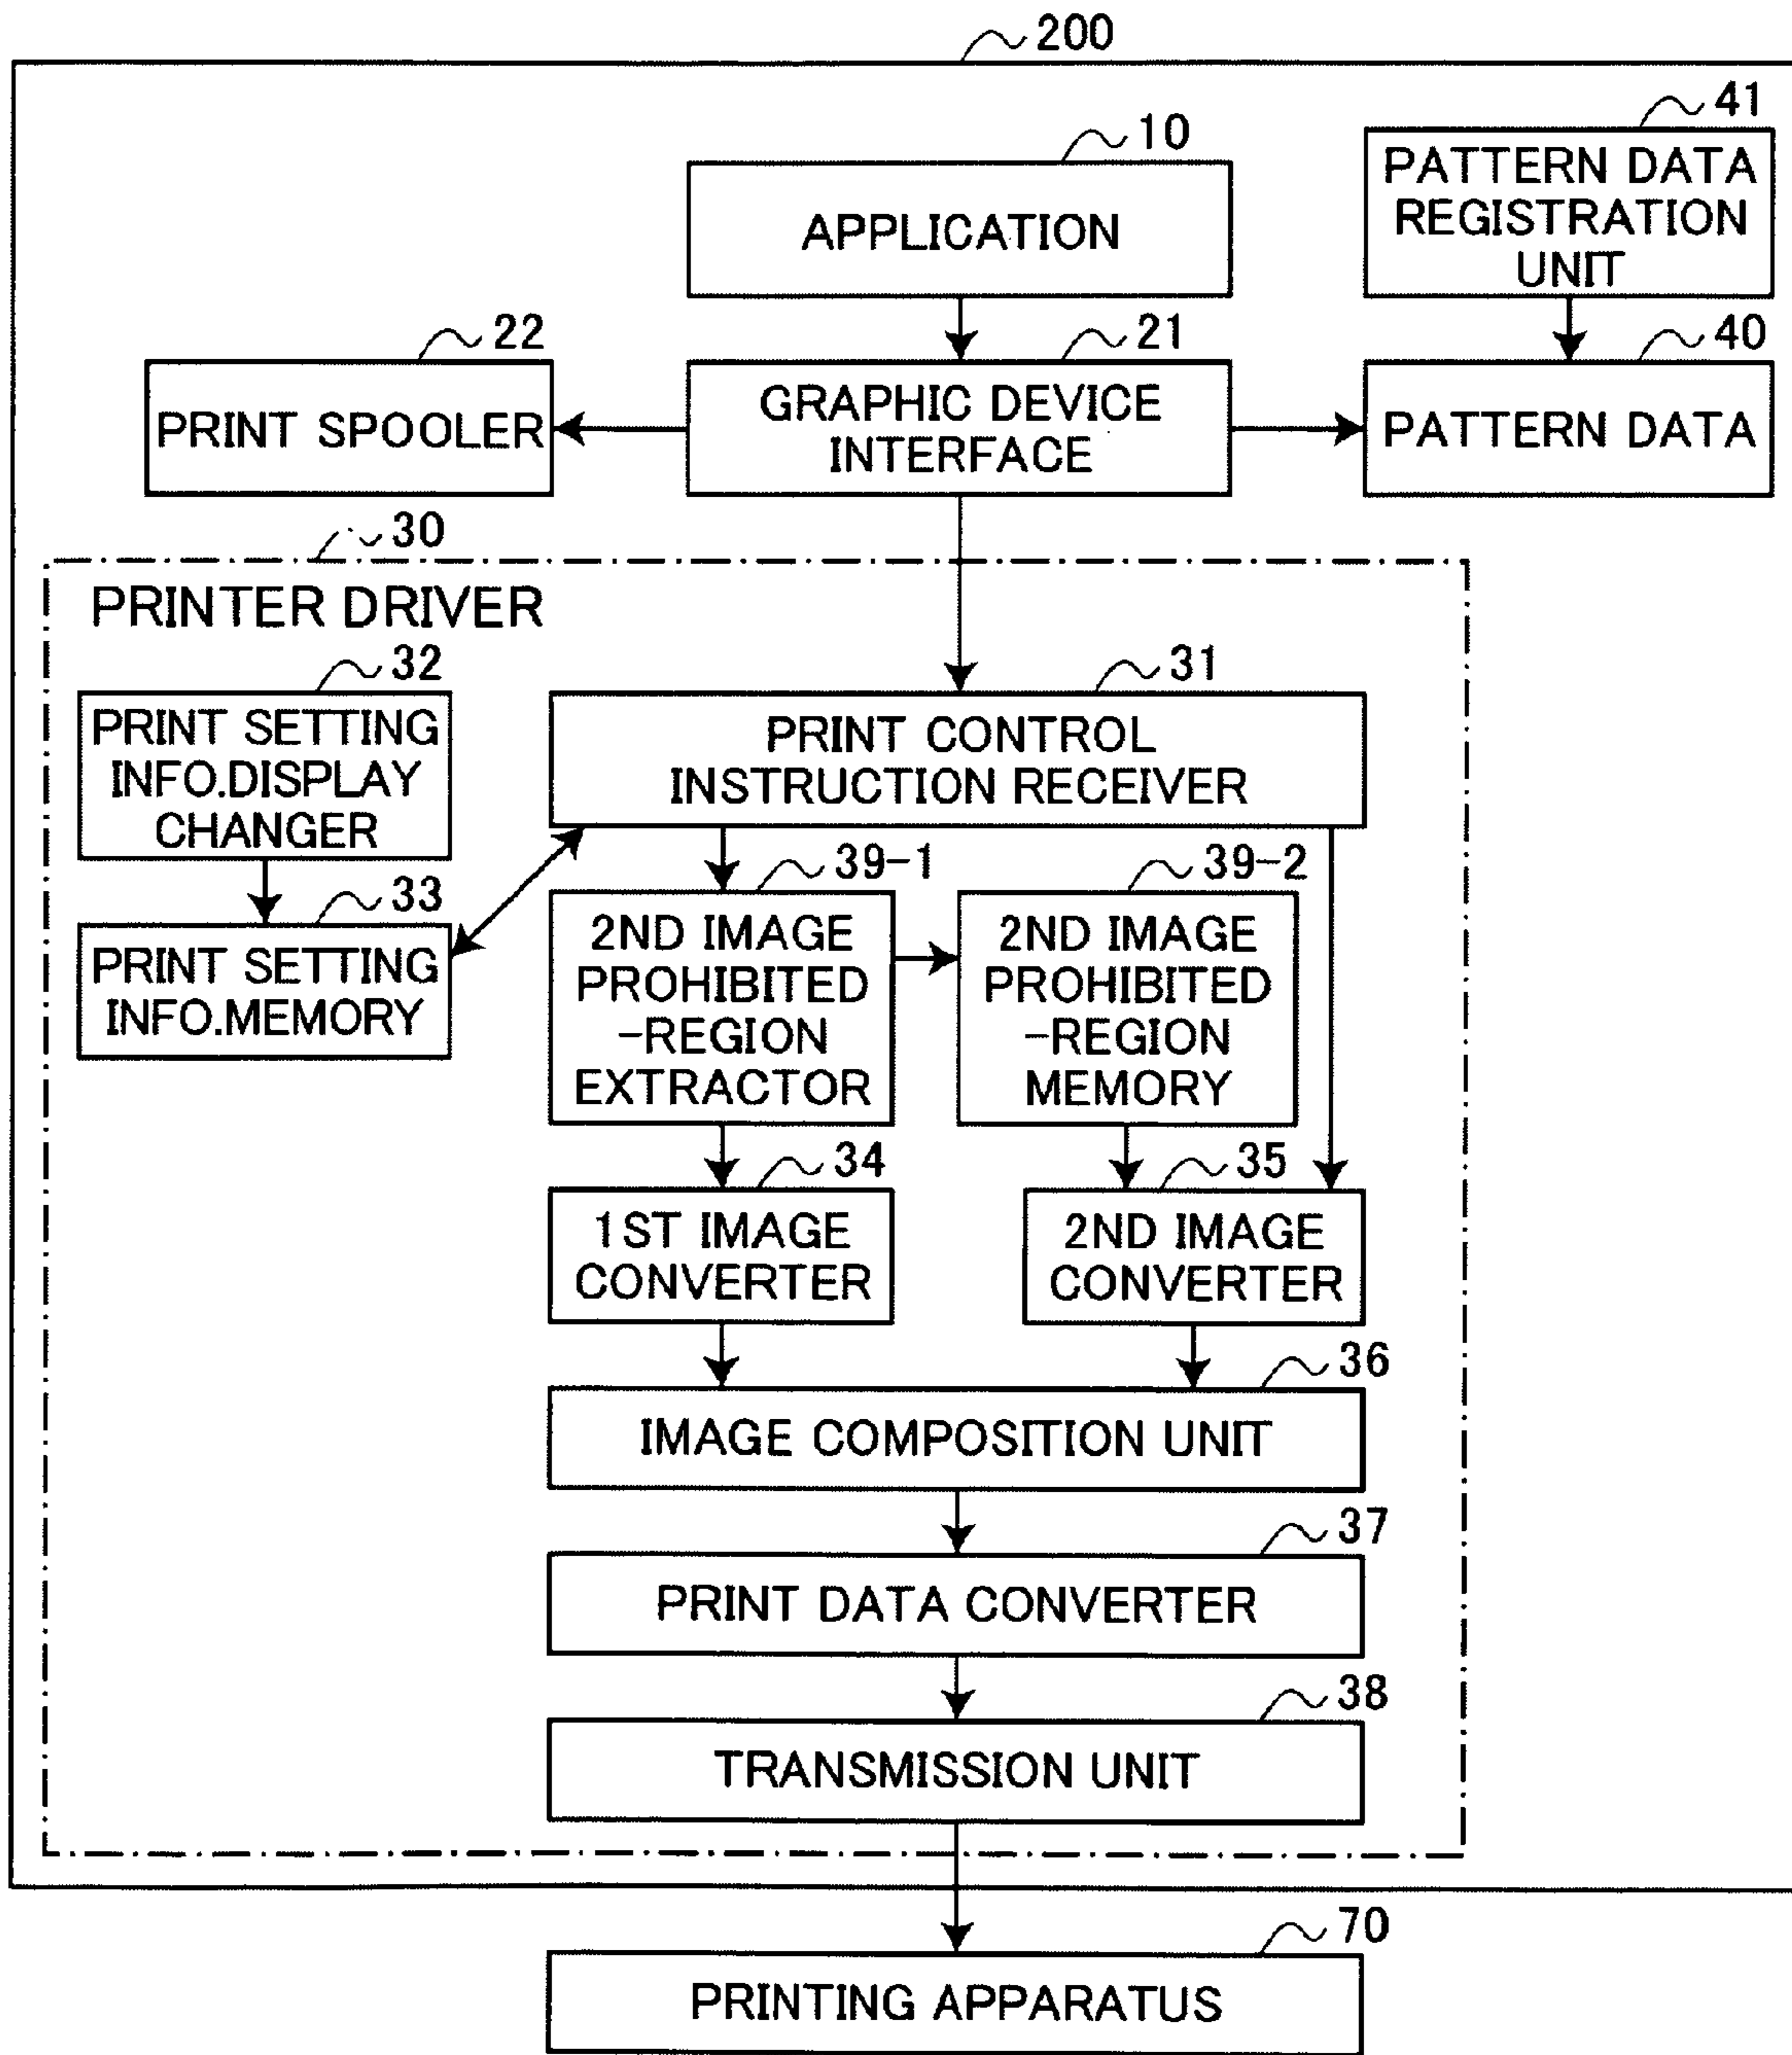 200
10
APPLICATION
41
PATTERN DATA
REGISTRATION
UNIT
22
PRINT SPOOLER
21
GRAPHIC DEVICE
INTERFACE
40
PATTERN DATA
30
PRINTER DRIVER
32
PRINT SETTING
INFO.DISPLAY
CHANGER
31
PRINT CONTROL
INSTRUCTION RECEIVER
33
PRINT SETTING
INFO.MEMORY
39-1
2ND IMAGE
PROHIBITED
-REGION
EXTRACTOR
39-2
2ND IMAGE
PROHIBITED
-REGION
MEMORY
34
1ST IMAGE
CONVERTER
35
2ND IMAGE
CONVERTER
36
IMAGE COMPOSITION UNIT
37
PRINT DATA CONVERTER
38
TRANSMISSION UNIT
70
PRINTING APPARATUS